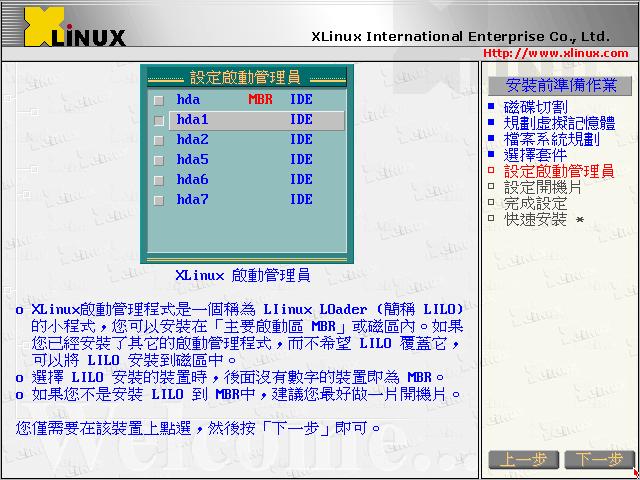 XLINUX
XLinux International Enterprise Co., Ltd.
Http://www.xlinux.com
設定啟動管理員
hda MBR IDE
hda1 IDE
hda2 IDE
hda5 IDE
hda6 IDE
hda7 IDE
XLinux 啟動管理員
o XLinux啟動管理程式是一個稱為 LIinux LOader (簡稱 LILO)
的小程式，您可以安裝在「主要啟動區 MBR」或磁區內。如果
您已經安裝了其它的啟動管理程式，而不希望 LILO 覆蓋它，
可以將 LILO 安裝到磁區中。
o 選擇 LILO 安裝的裝置時，後面沒有數字的裝置即為 MBR。
o 如果您不是安裝 LILO 到 MBR中，建議您最好做一片開機片。
您僅需要在該裝置上點選，然後按「下一步」即可。
Welcome...
安裝前準備作業
磁碟切割
規劃虛擬記憶體
檔案系統規劃
選擇套件
設定啟動管理員
設定開機片
完成設定
快速安裝 *
上一步
下一步